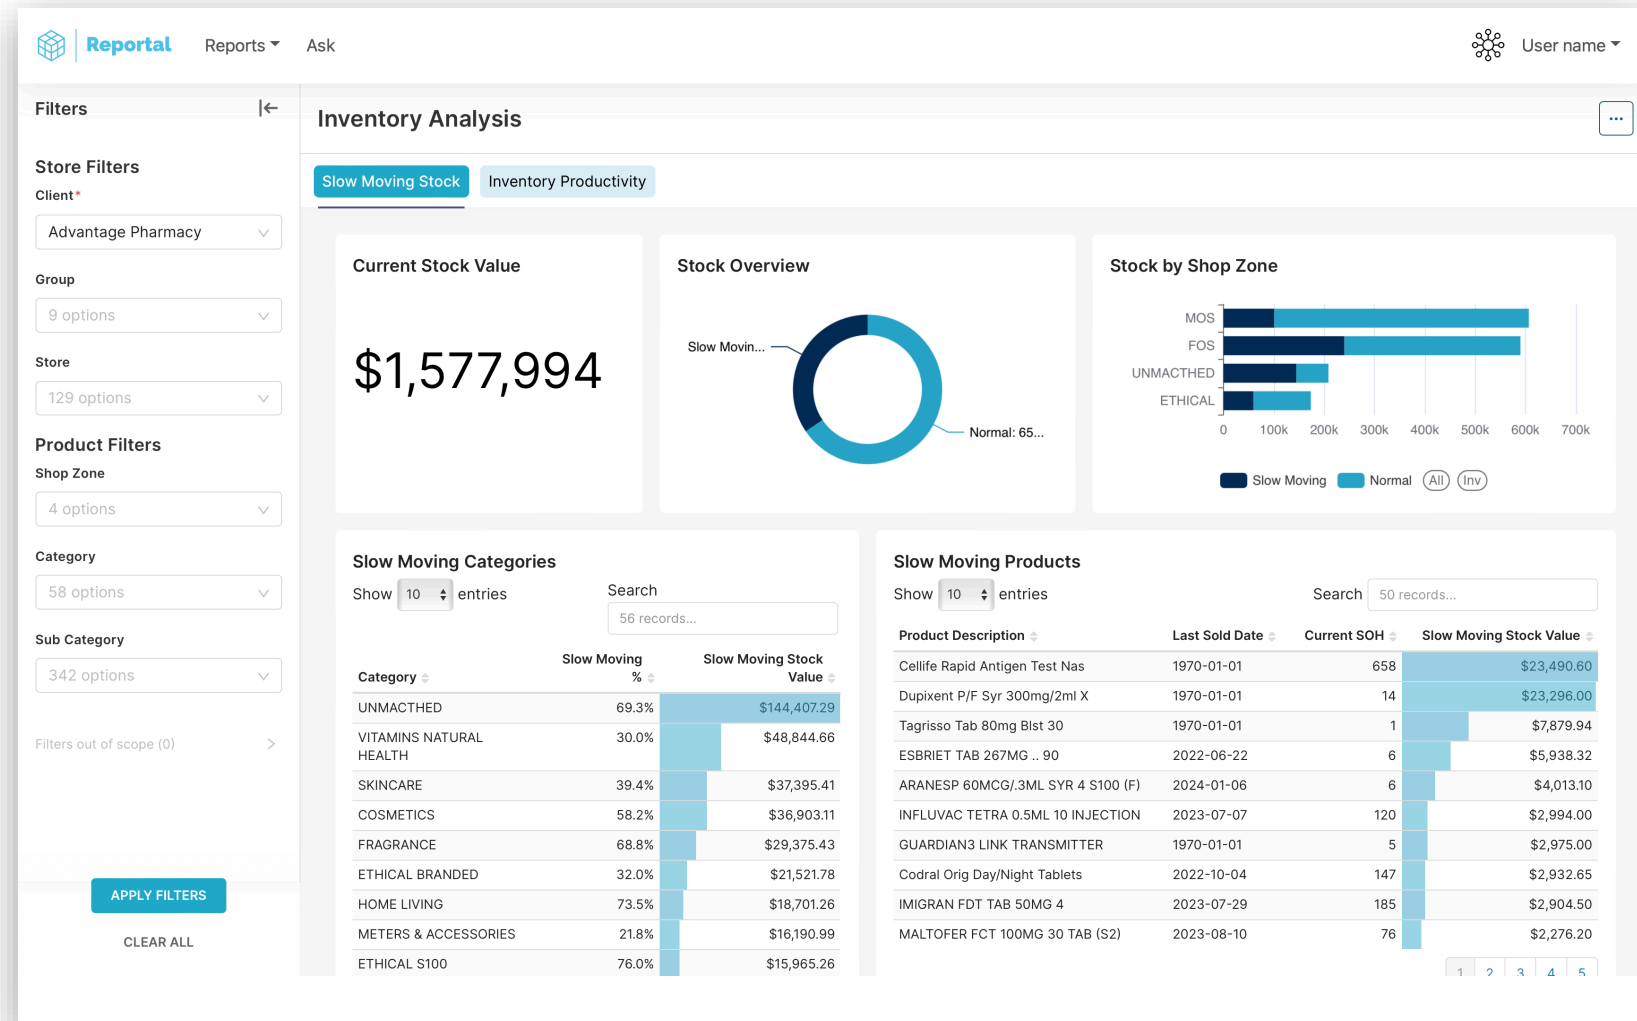 Reportal
Reports
Ask
User name
Filters
Store Filters
Client*
Advantage Pharmacy
Group
9 options
Store
129 options
Product Filters
Shop Zone
4 options
Category
58 options
Sub Category
342 options
Filters out of scope (0)
APPLY FILTERS
CLEAR ALL
Inventory Analysis
...
Slow Moving Stock
Inventory Productivity
Current Stock Value
$1,577,994
Stock Overview
Slow Movin...
Normal: 65...
Stock by Shop Zone
MOS
FOS
UNMACTHED
ETHICAL
0 100k 200k 300k 400k 500k 600k 700k
Slow Moving Normal All Inv
Slow Moving Categories
Show 10 entries
Search
56 records...
Category Slow Moving % Slow Moving Stock Value
UNMACTHED 69.3% $144,407.29
VITAMINS NATURAL HEALTH 30.0% $48,844.66
SKINCARE 39.4% $37,395.41
COSMETICS 58.2% $36,903.11
FRAGRANCE 68.8% $29,375.43
ETHICAL BRANDED 32.0% $21,521.78
HOME LIVING 73.5% $18,701.26
METERS & ACCESSORIES 21.8% $16,190.99
ETHICAL S100 76.0% $15,965.26
Slow Moving Products
Show 10 entries
Search 50 records...
Product Description Last Sold Date Current SOH Slow Moving Stock Value
Cellife Rapid Antigen Test Nas 1970-01-01 658 $23,490.60
Dupixent P/F Syr 300mg/2ml X 1970-01-01 14 $23,296.00
Tagrisso Tab 80mg Blst 30 1970-01-01 1 $7,879.94
ESBRIET TAB 267MG .. 90 2022-06-22 6 $5,938.32
ARANESP 60MCG/.3ML SYR 4 S100 (F) 2024-01-06 6 $4,013.10
INFLUVAC TETRA 0.5ML 10 INJECTION 2023-07-07 120 $2,994.00
GUARDIAN3 LINK TRANSMITTER 1970-01-01 5 $2,975.00
Codral Orig Day/Night Tablets 2022-10-04 147 $2,932.65
IMIGRAN FDT TAB 50MG 4 2023-07-29 185 $2,904.50
MALTOFER FCT 100MG 30 TAB (S2) 2023-08-10 76 $2,276.20
1 2 3 4 5